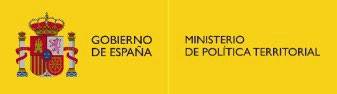 GOBIERNO
DE ESPAÑA
MINISTERIO
DE POLÍTICA TERRITORIAL